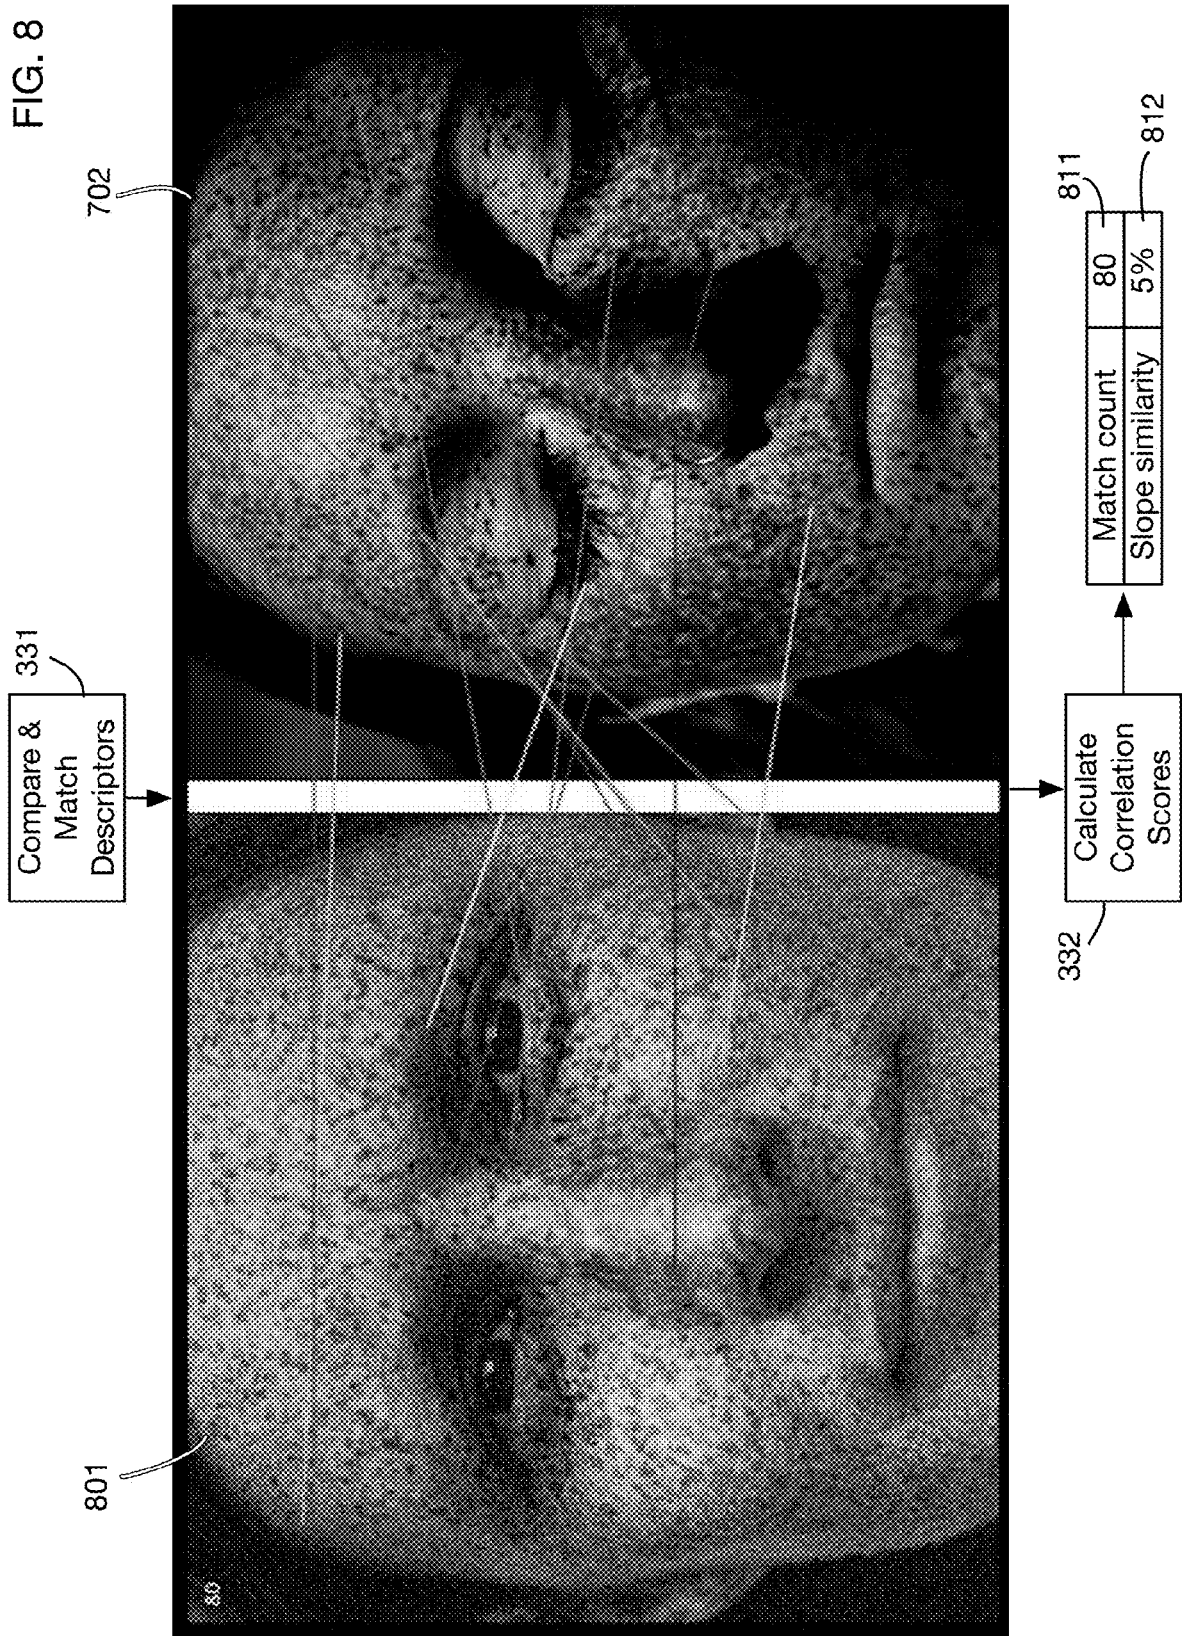 FIG. 8
Compare &
Match
Descriptors
331
801
702
80
332
Calculate
Correlation
Scores
Match count 80
Slope similarity 5%
811
812